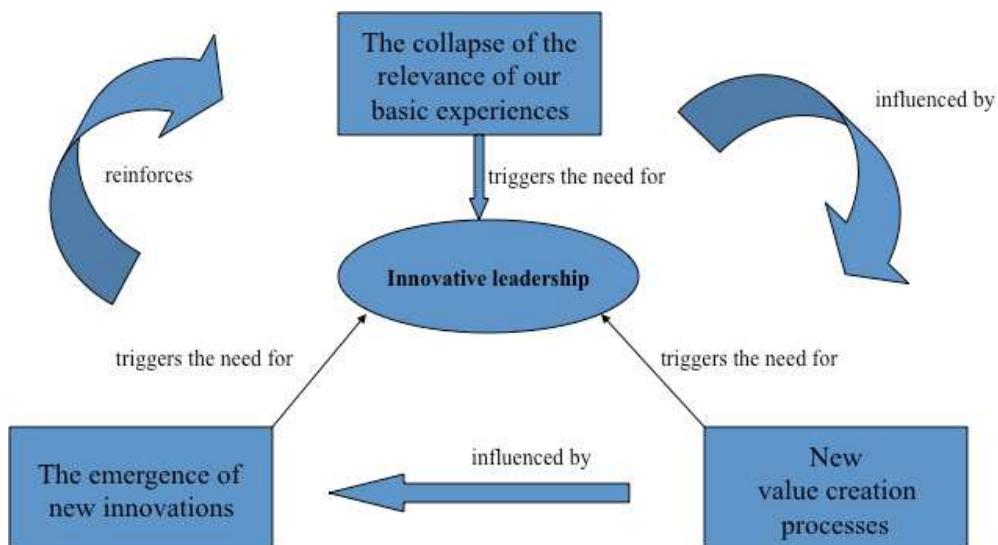 The collapse of the
relevance of our
basic experiences
influenced by
reinforces
triggers the need for
Innovative leadership
triggers the need for
triggers the need for
The emergence of
new innovations
influenced by
New
value creation
processes